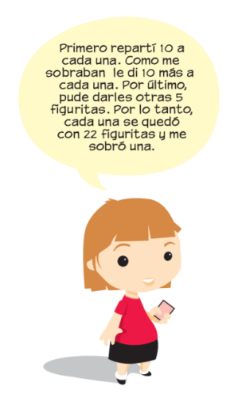 Primero repartí 10 a
cada una. Como me
sobraban le di 10 más a
cada una. Por último,
pude darles otras 5
figuritas. Por lo tanto,
cada una se quedó
con 22 figuritas y me
sobró una.